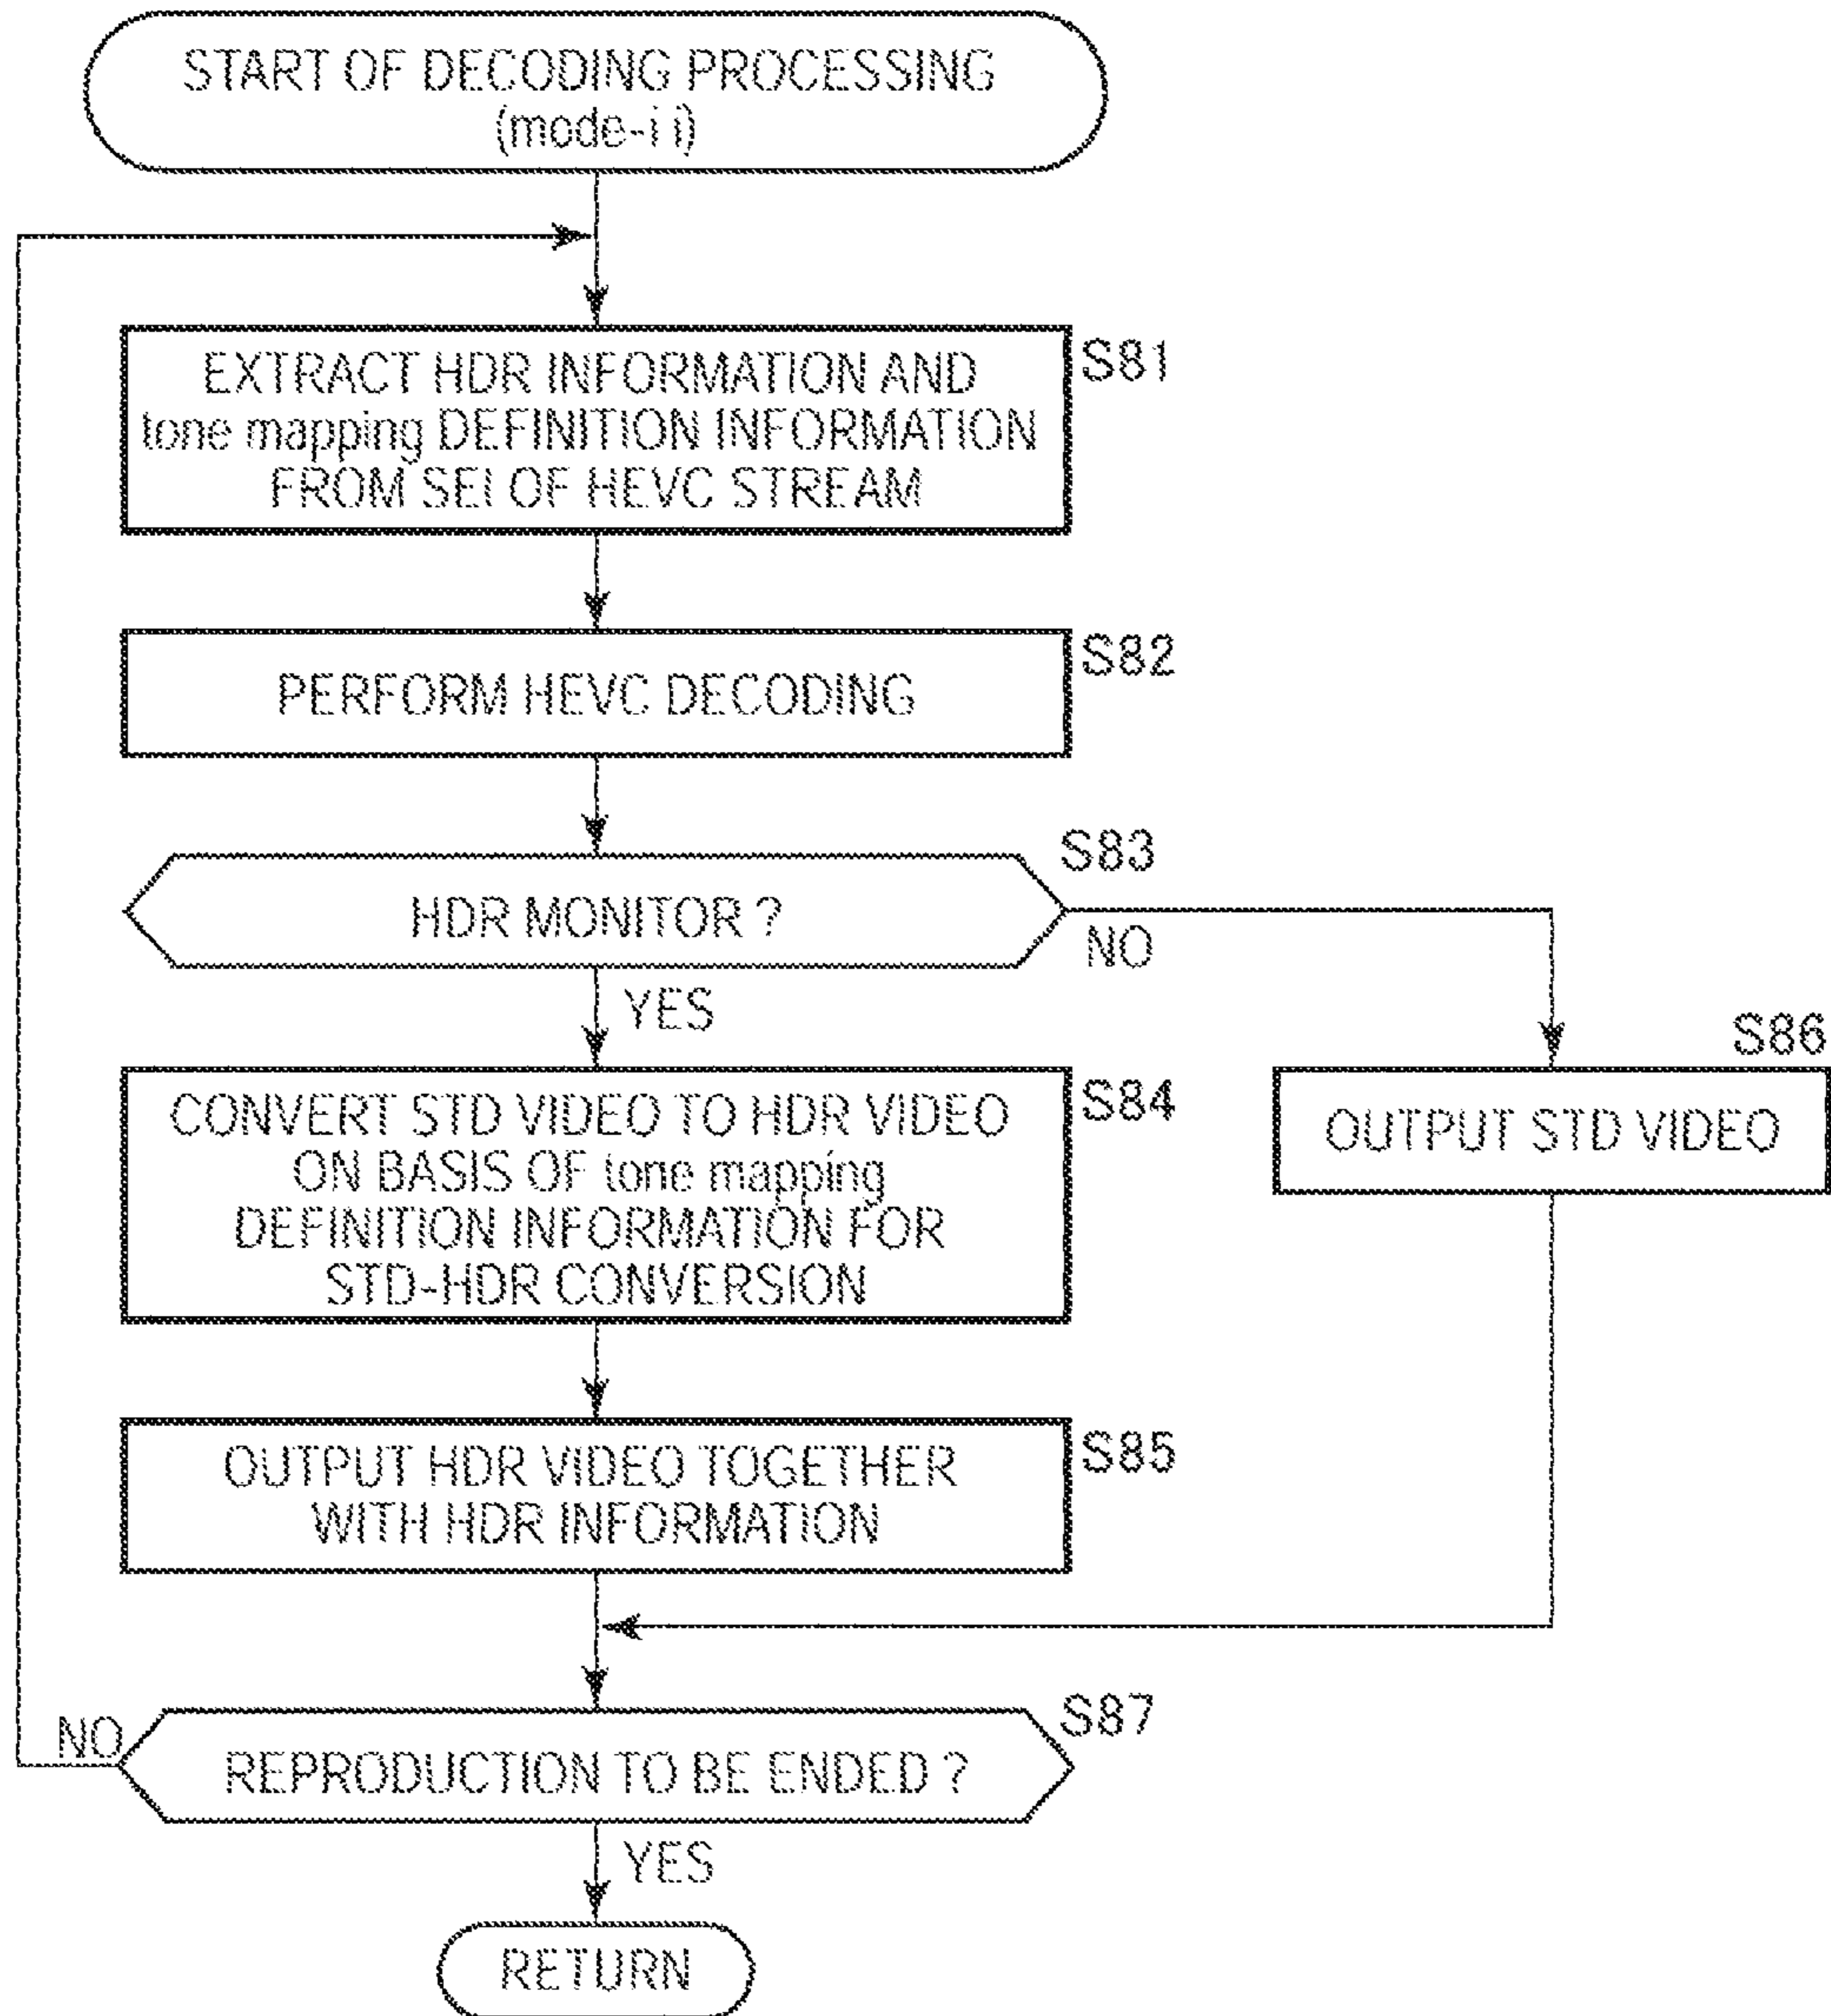 START OF DECODING PROCESSING
(mode-i i)
EXTRACT HDR INFORMATION AND
tone mapping DEFINITION INFORMATION
FROM SEI OF HEVC STREAM
S81
PERFORM HEVC DECODING
S82
HDR MONITOR ?
S83
NO
YES
CONVERT STD VIDEO TO HDR VIDEO
ON BASIS OF tone mapping
DEFINITION INFORMATION FOR
STD-HDR CONVERSION
S84
S86
OUTPUT STD VIDEO
OUTPUT HDR VIDEO TOGETHER
WITH HDR INFORMATION
S85
REPRODUCTION TO BE ENDED ?
S87
NO
YES
RETURN